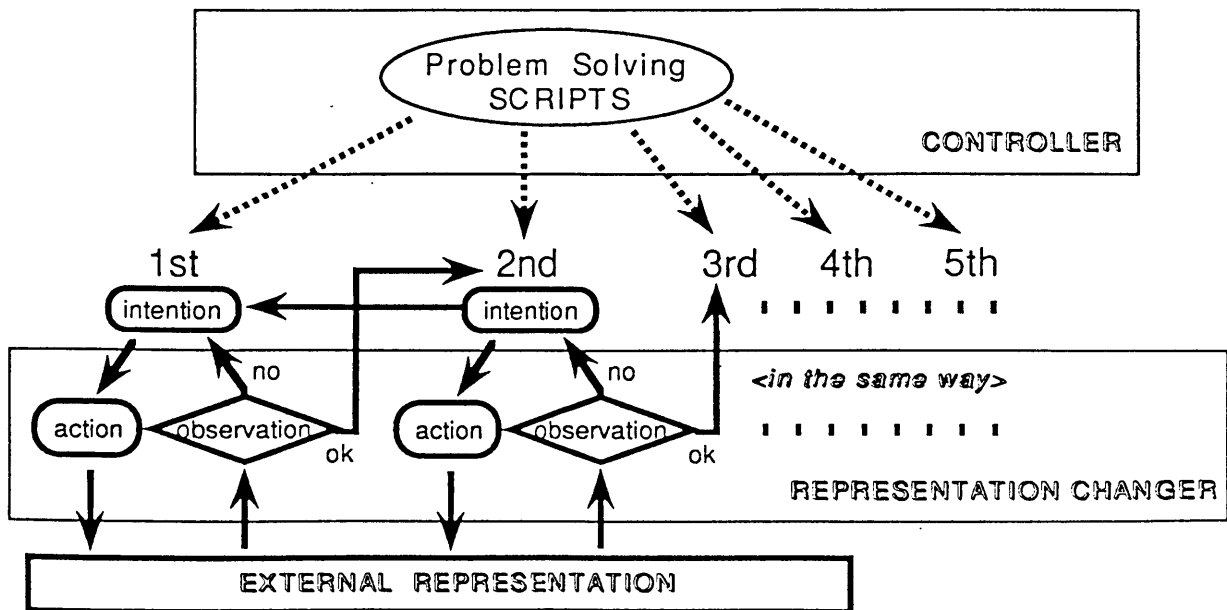 Problem Solving
SCRIPTS
CONTROLLER
1st 2nd 3rd 4th 5th
intention intention
no no <in the same way>
action observation action observation
ok ok
REPRESENTATION CHANGER
EXTERNAL REPRESENTATION